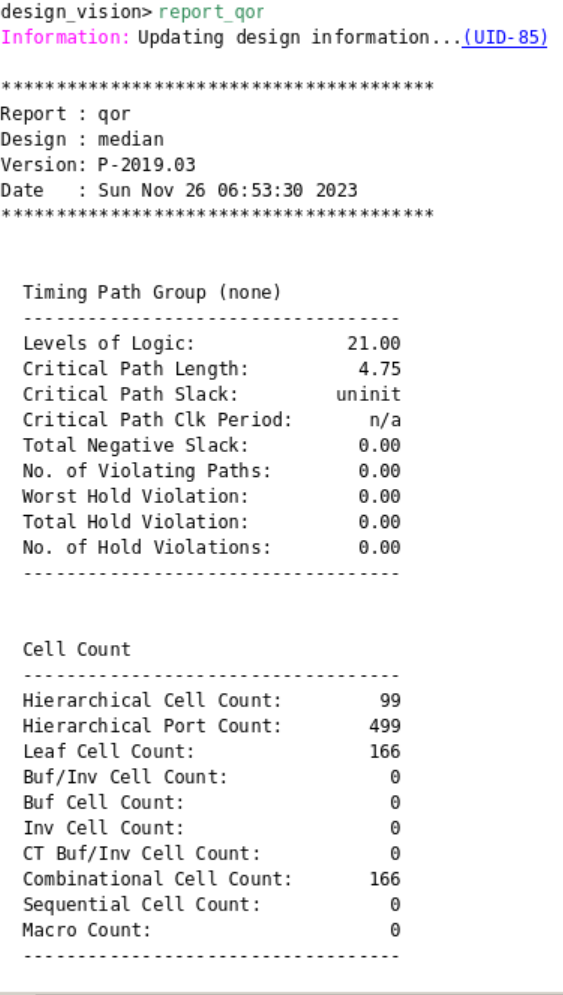 design_vision> report_qor
Information: Updating design information...(UID-85)
****************************************
Report : qor
Design : median
Version: P-2019.03
Date   : Sun Nov 26 06:53:30 2023
****************************************
Timing Path Group (none)
-----------------------------------
Levels of Logic:              21.00
Critical Path Length:          4.75
Critical Path Slack:         uninit
Critical Path Clk Period:       n/a
Total Negative Slack:          0.00
No. of Violating Paths:        0.00
Worst Hold Violation:          0.00
Total Hold Violation:          0.00
No. of Hold Violations:        0.00
-----------------------------------
Cell Count
-----------------------------------
Hierarchical Cell Count:         99
Hierarchical Port Count:        499
Leaf Cell Count:                166
Buf/Inv Cell Count:               0
Buf Cell Count:                   0
Inv Cell Count:                   0
CT Buf/Inv Cell Count:            0
Combinational Cell Count:       166
Sequential Cell Count:            0
Macro Count:                      0
-----------------------------------